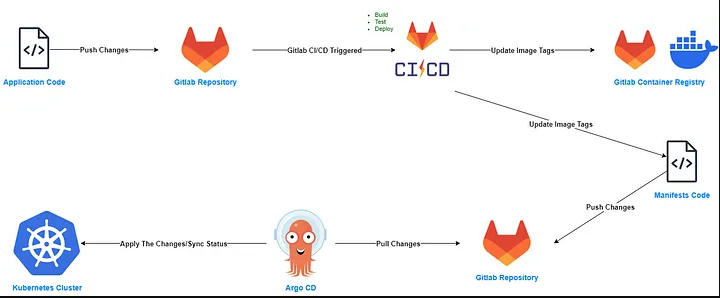 Build
Test
Deploy
Push Changes
Gitlab CI/CD Triggered
Update Image Tags
CI/CD
Application Code
Gitlab Repository
Gitlab Container Registry
Update Image Tags
Manifests Code
Push Changes
Apply The Changes/Sync Status
Pull Changes
Kubernetes Cluster
Argo CD
Gitlab Repository